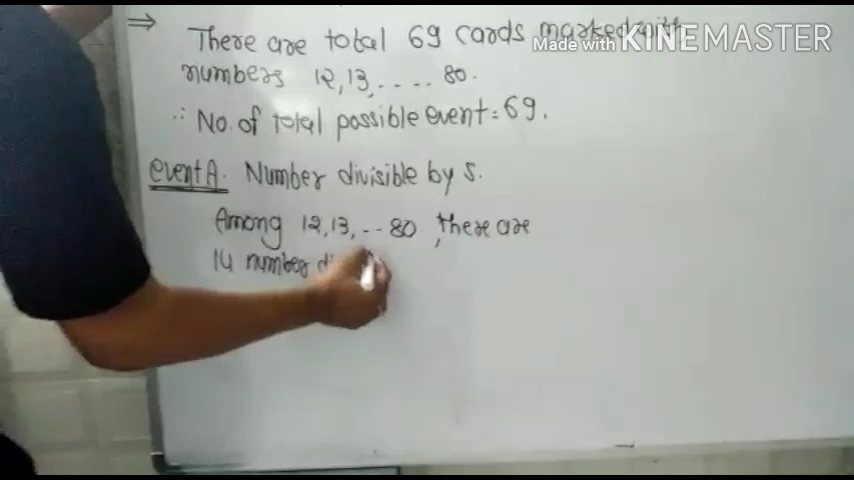 ⇒ There are total 69 cards marked with
Made with KINEMASTER
numbers 12,13,..... 80.
∴ No. of total possible event = 69.
event A. Number divisible by 5.
Among 12,13,... 80, there are
14 number di